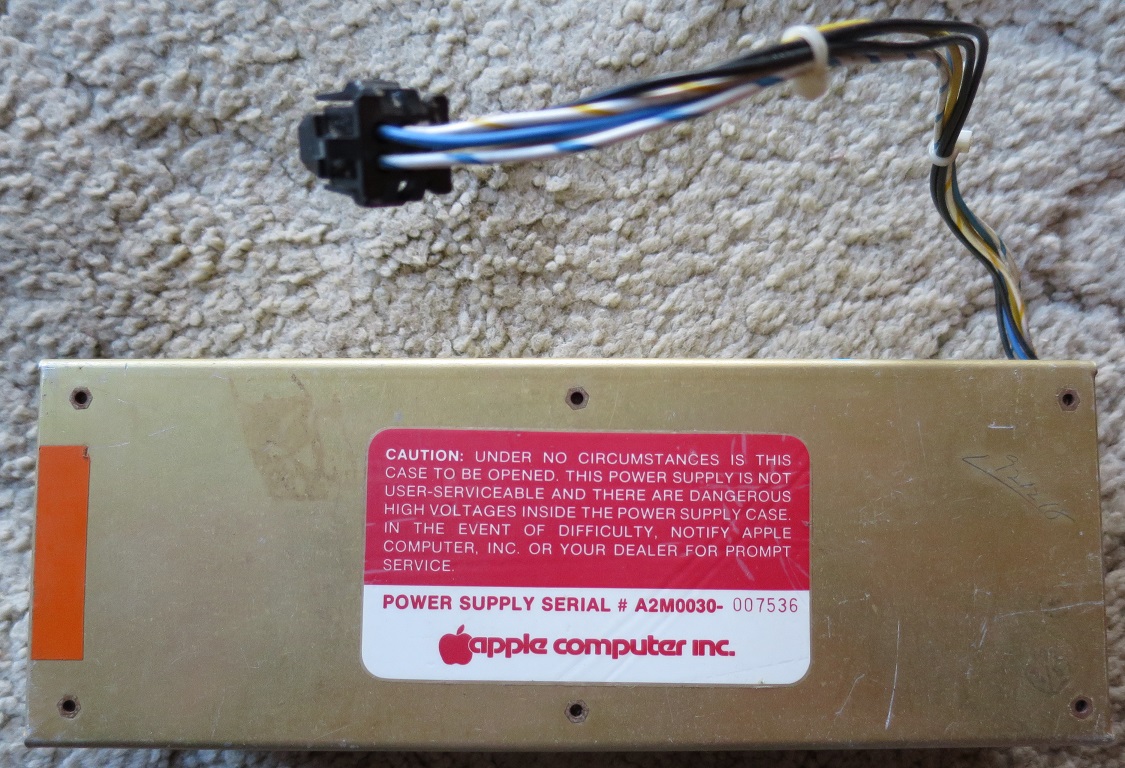 CAUTION: UNDER NO CIRCUMSTANCES IS THIS
CASE TO BE OPENED. THIS POWER SUPPLY IS NOT
USER-SERVICEABLE AND THERE ARE DANGEROUS
HIGH VOLTAGES INSIDE THE POWER SUPPLY CASE.
IN THE EVENT OF DIFFICULTY, NOTIFY APPLE
COMPUTER, INC. OR YOUR DEALER FOR PROMPT
SERVICE.
POWER SUPPLY SERIAL # A2M0030- 007536
apple computer inc.